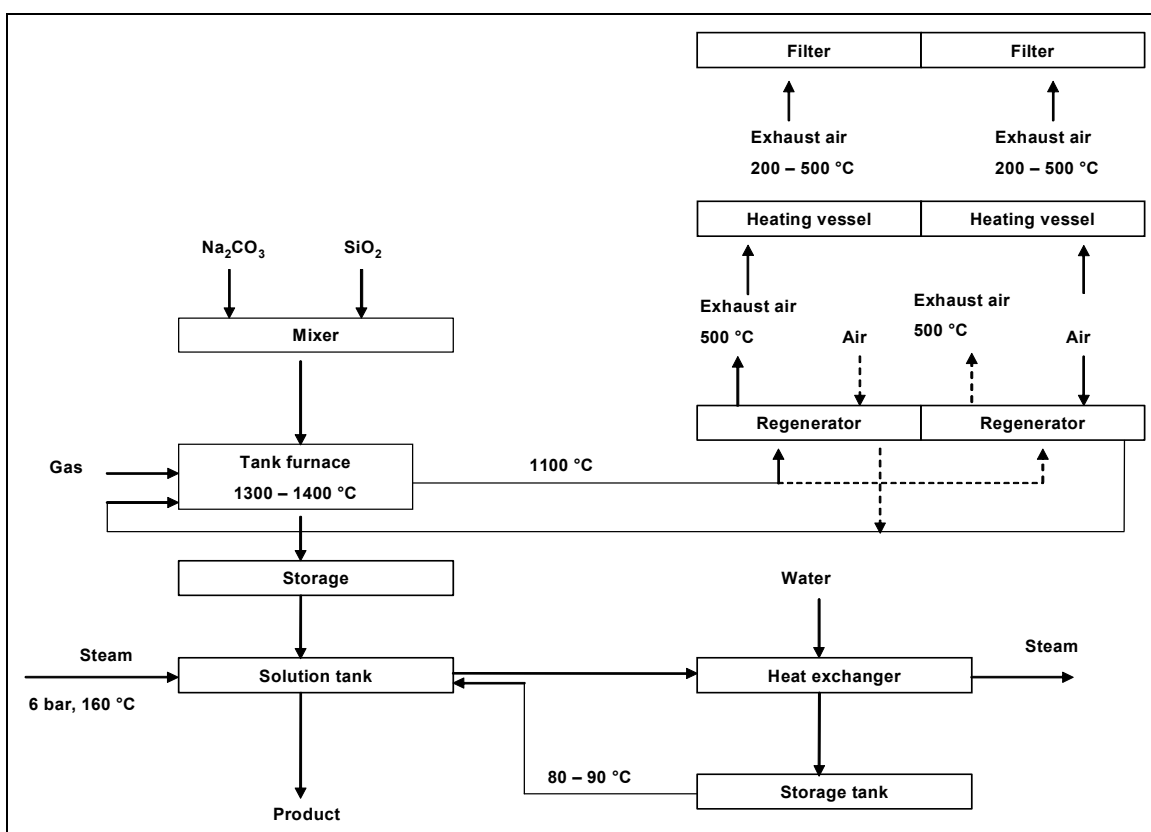 Filter
Filter
Exhaust air
200 – 500 °C
Exhaust air
200 – 500 °C
Heating vessel
Heating vessel
Na₂CO₃
SiO₂
Exhaust air
500 °C
Air
Exhaust air
500 °C
Air
Mixer
Regenerator
Regenerator
Gas
Tank furnace
1300 – 1400 °C
1100 °C
Storage
Water
Steam
6 bar, 160 °C
Solution tank
Heat exchanger
Steam
80 – 90 °C
Storage tank
Product